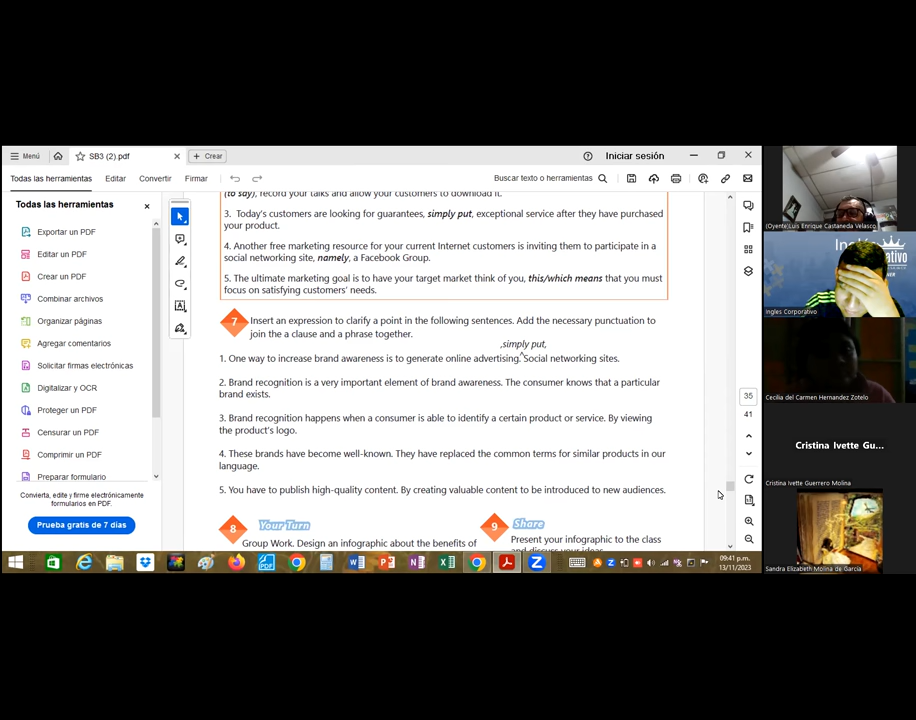 Menú
SB3 (2).pdf
Crear
Iniciar sesión
Todas las herramientas
Editar
Convertir
Firmar
Buscar texto o herramientas
Todas las herramientas
Exportar un PDF
Editar un PDF
Crear un PDF
Combinar archivos
Organizar páginas
Agregar comentarios
Solicitar firmas electrónicas
Digitalizar y OCR
Proteger un PDF
Censurar un PDF
Comprimir un PDF
Preparar formulario
Convierta, edite y firme electrónicamente
formularios en PDF.
Prueba gratis de 7 días
(to say), record your talks and allow your customers to download it.
3. Today's customers are looking for guarantees, simply put, exceptional service after they have purchased
your product.
4. Another free marketing resource for your current Internet customers is inviting them to participate in a
social networking site, namely, a Facebook Group.
5. The ultimate marketing goal is to have your target market think of you, this/which means that you must
focus on satisfying customers' needs.
7 Insert an expression to clarify a point in the following sentences. Add the necessary punctuation to
join the a clause and a phrase together.
,simply put,
1. One way to increase brand awareness is to generate online advertising.^Social networking sites.
2. Brand recognition is a very important element of brand awareness. The consumer knows that a particular
brand exists.
3. Brand recognition happens when a consumer is able to identify a certain product or service. By viewing
the product's logo.
4. These brands have become well-known. They have replaced the common terms for similar products in our
language.
5. You have to publish high-quality content. By creating valuable content to be introduced to new audiences.
8 Your Turn
Group Work. Design an infographic about the benefits of
9 Share
Present your infographic to the class
and discuss your ideas
35
41
09:41 p.m.
13/11/2023
(Oyente)Luis Enrique Castaneda Velasco
Ingles Corporativo
Cecilia del Carmen Hernandez Zotelo
Cristina Ivette Gu...
Cristina Ivette Guerrero Molina
Sandra Elizabeth Molina de Garcia